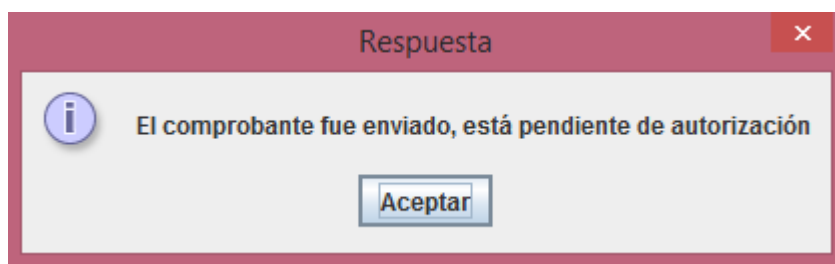 Respuesta
El comprobante fue enviado, está pendiente de autorización
Aceptar